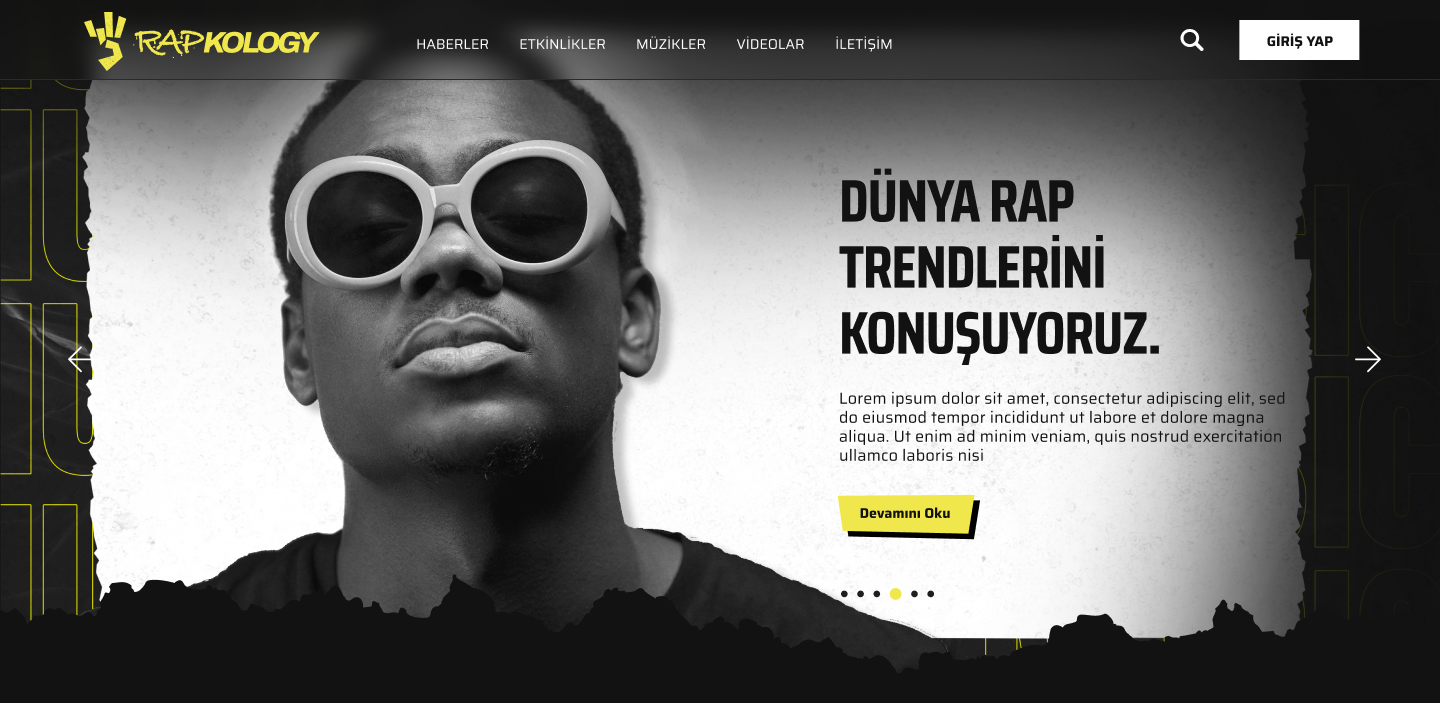 RAPKOLOGY
HABERLER ETKİNLİKLER MÜZİKLER VİDEOLAR İLETİŞİM
GİRİŞ YAP
DÜNYA RAP
TRENDLERİNİ
KONUŞUYORUZ.
Lorem ipsum dolor sit amet, consectetur adipiscing elit, sed
do eiusmod tempor incididunt ut labore et dolore magna
aliqua. Ut enim ad minim veniam, quis nostrud exercitation
ullamco laboris nisi
Devamını Oku